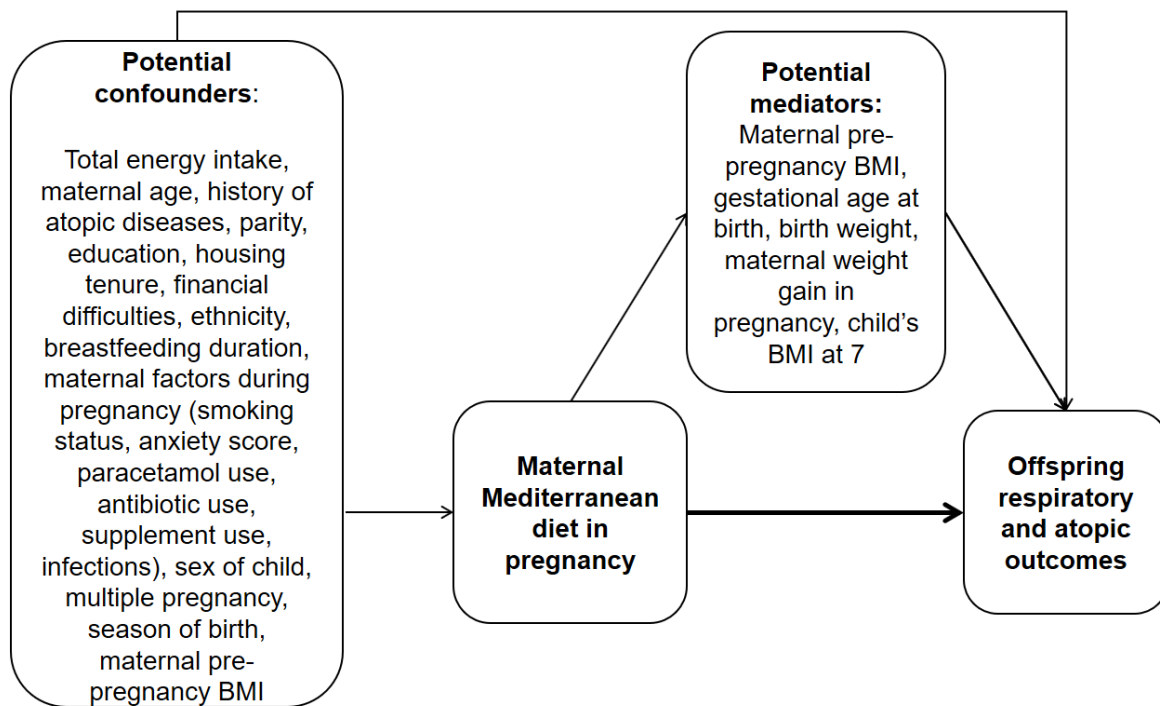 Potential
confounders:
Total energy intake,
maternal age, history of
atopic diseases, parity,
education, housing
tenure, financial
difficulties, ethnicity,
breastfeeding duration,
maternal factors during
pregnancy (smoking
status, anxiety score,
paracetamol use,
antibiotic use,
supplement use,
infections), sex of child,
multiple pregnancy,
season of birth,
maternal pre-
pregnancy BMI
Potential
mediators:
Maternal pre-
pregnancy BMI,
gestational age at
birth, birth weight,
maternal weight
gain in
pregnancy, child's
BMI at 7
Maternal
Mediterranean
diet in
pregnancy
Offspring
respiratory
and atopic
outcomes